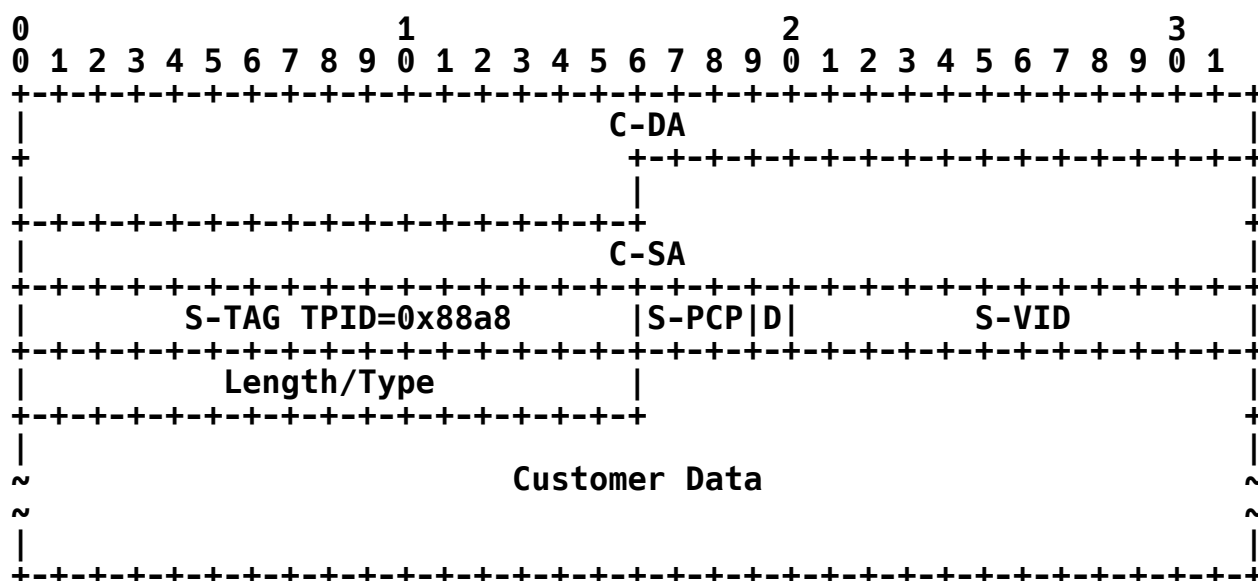 0                   1                   2                   3
0 1 2 3 4 5 6 7 8 9 0 1 2 3 4 5 6 7 8 9 0 1 2 3 4 5 6 7 8 9 0 1
+-+-+-+-+-+-+-+-+-+-+-+-+-+-+-+-+-+-+-+-+-+-+-+-+-+-+-+-+-+-+-+-+
|                              C-DA                             |
+                               +-+-+-+-+-+-+-+-+-+-+-+-+-+-+-+-+
|                               |                               |
+-+-+-+-+-+-+-+-+-+-+-+-+-+-+-+-+                               +
|                              C-SA                             |
+-+-+-+-+-+-+-+-+-+-+-+-+-+-+-+-+-+-+-+-+-+-+-+-+-+-+-+-+-+-+-+-+
|        S-TAG TPID=0x88a8      |S-PCP|D|         S-VID         |
+-+-+-+-+-+-+-+-+-+-+-+-+-+-+-+-+-+-+-+-+-+-+-+-+-+-+-+-+-+-+-+-+
|          Length/Type          |                               |
+-+-+-+-+-+-+-+-+-+-+-+-+-+-+-+-+                               +
|                                                               |
~                         Customer Data                         ~
~                                                               ~
|                                                               |
+-+-+-+-+-+-+-+-+-+-+-+-+-+-+-+-+-+-+-+-+-+-+-+-+-+-+-+-+-+-+-+-+